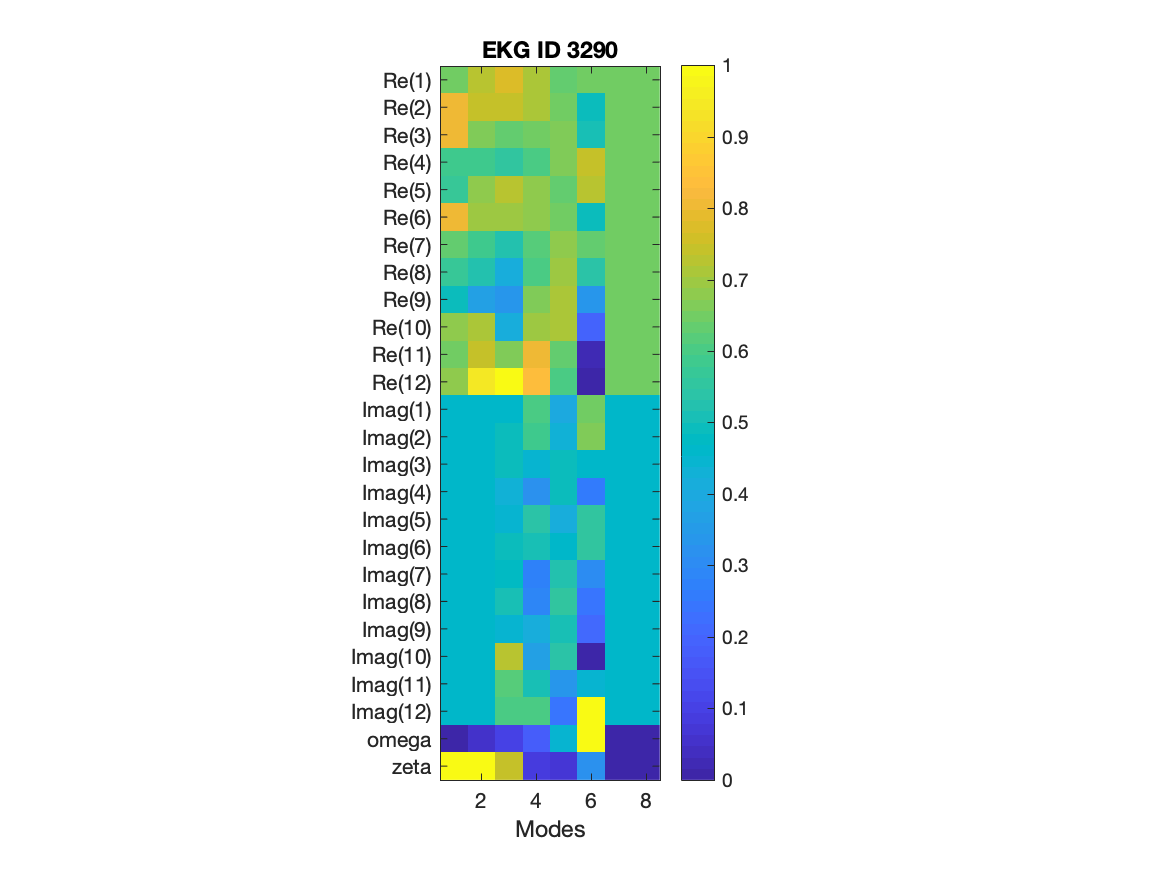 EKG ID 3290
Re(1)
Re(2)
Re(3)
Re(4)
Re(5)
Re(6)
Re(7)
Re(8)
Re(9)
Re(10)
Re(11)
Re(12)
Imag(1)
Imag(2)
Imag(3)
Imag(4)
Imag(5)
Imag(6)
Imag(7)
Imag(8)
Imag(9)
Imag(10)
Imag(11)
Imag(12)
omega
zeta
2 4 6 8
Modes
1
0.9
0.8
0.7
0.6
0.5
0.4
0.3
0.2
0.1
0